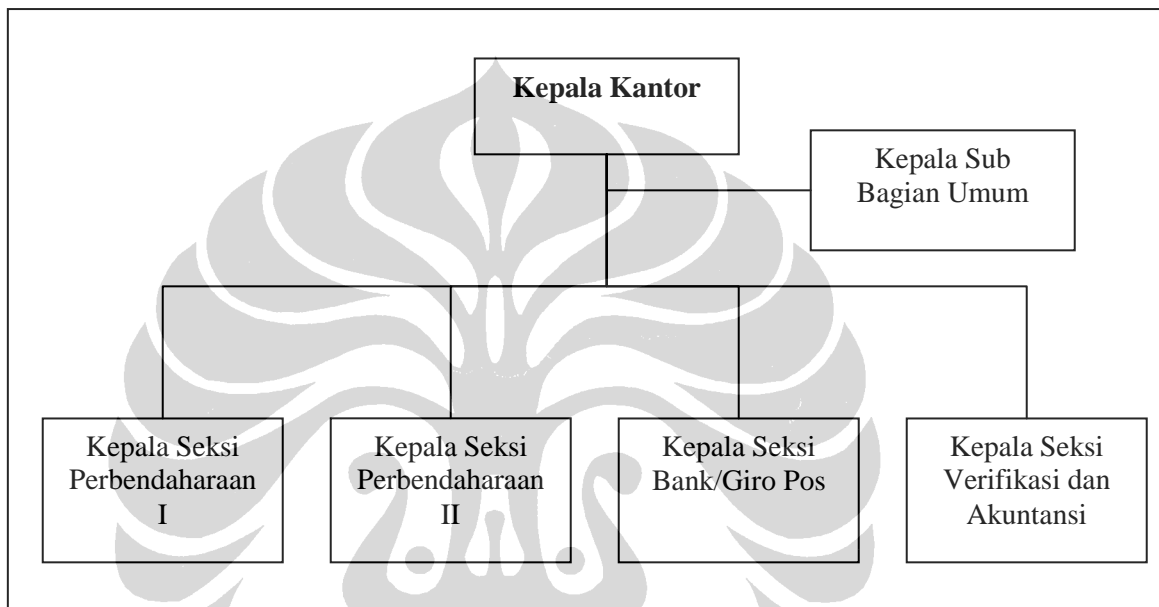 Kepala Kantor
Kepala Sub
Bagian Umum
Kepala Seksi
Perbendaharaan
I
Kepala Seksi
Perbendaharaan
II
Kepala Seksi
Bank/Giro Pos
Kepala Seksi
Verifikasi dan
Akuntansi